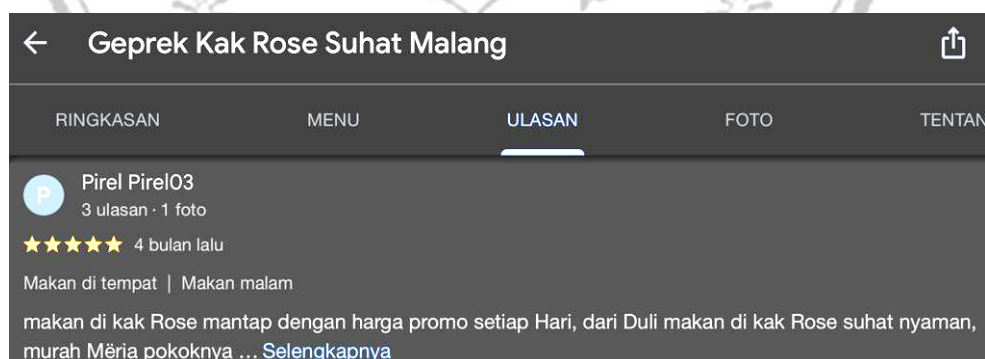 Geprek Kak Rose Suhat Malang
RINGKASAN MENU ULASAN FOTO TENTAN
P
Pirel Pirel03
3 ulasan · 1 foto
4 bulan lalu
Makan di tempat | Makan malam
makan di kak Rose mantap dengan harga promo setiap Hari, dari Duli makan di kak Rose suhat nyaman,
murah Mëria pokoknya ... Selengkapnya